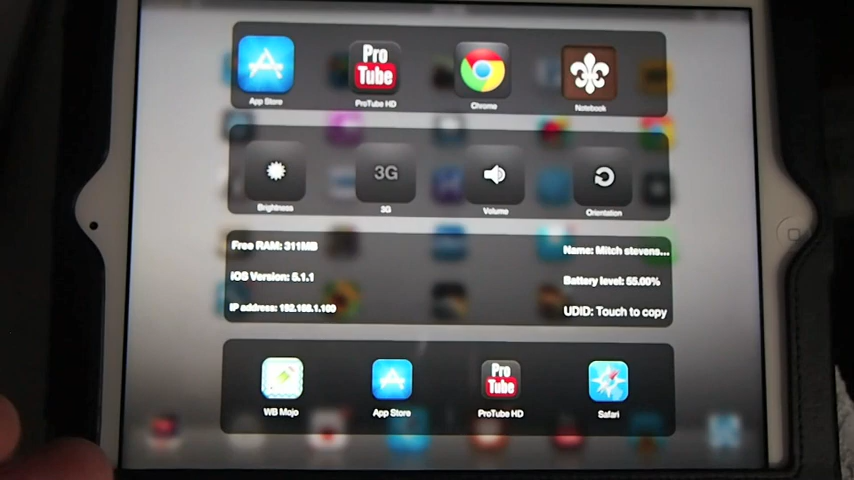 Pro
Tube
App Store
ProTube HD
Chrome
Notebook
3G
Brightness
3G
Volume
Orientation
Free RAM: 311MB
Name: Mitch stevens...
iOS Version: 5.1.1
Battery level: 55.00%
IP address: 192.168.1.100
UDID: Touch to copy
Pro
Tube
WB Mojo
App Store
ProTube HD
Safari